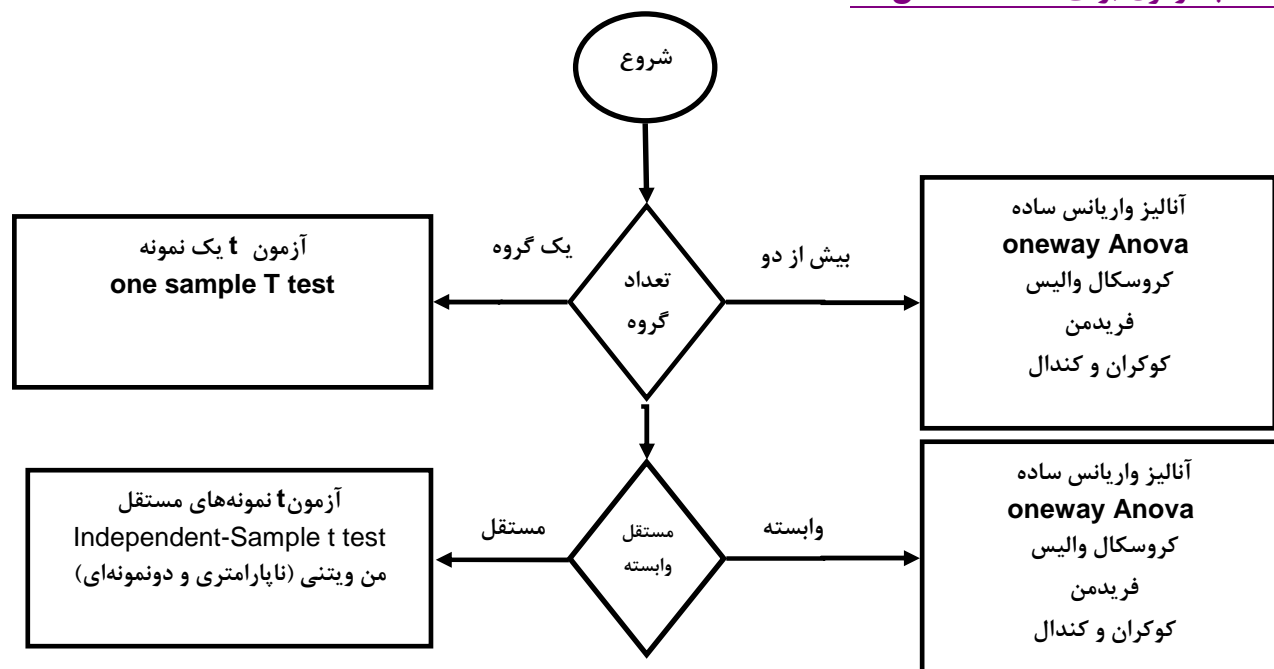 شروع
آنالیز واریانس ساده
oneway Anova
کروسکال والیس
فریدمن
کوکران و کندال
بیش از دو
تعداد
گروه
یک گروه
آزمون t یک نمونه
one sample T test
آنالیز واریانس ساده
oneway Anova
کروسکال والیس
فریدمن
کوکران و کندال
وابسته
مستقل
وابسته
مستقل
آزمون t نمونه‌های مستقل
Independent-Sample t test
من ویتنی (ناپارامتری و دونمونه‌ای)